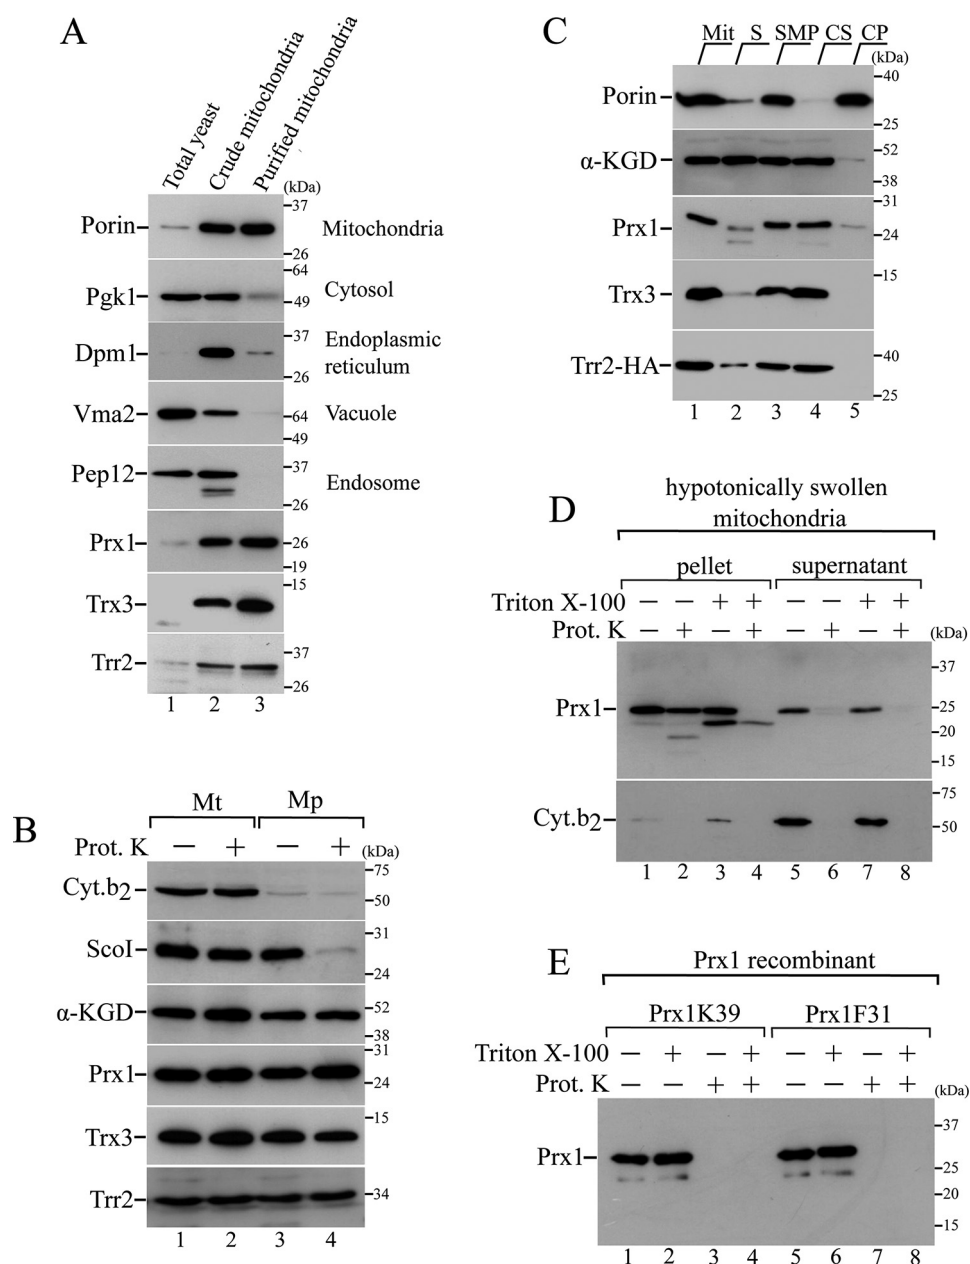 A
Total yeast
Crude mitochondria
Purified mitochondria
(kDa)
Porin
37
26
Mitochondria
Pgk1
64
49
Cytosol
Dpm1
37
26
Endoplasmic
reticulum
Vma2
64
49
Vacuole
Pep12
37
26
Endosome
Prx1
26
19
Trx3
15
Trr2
37
26
1 2 3
B
Mt Mp
Prot. K − + − + (kDa)
Cyt.b2
75
50
ScoI
31
24
α-KGD
52
38
Prx1
31
24
Trx3
15
Trr2
34
1 2 3 4
C
Mit S SMP CS CP
(kDa)
Porin
40
25
α-KGD
52
38
Prx1
31
24
Trx3
15
Trr2-HA
40
25
1 2 3 4 5
D
hypotonically swollen
mitochondria
pellet supernatant
Triton X-100 − − + + − − + +
Prot. K − + − + − + − + (kDa)
Prx1
37
25
20
15
Cyt.b2
75
50
1 2 3 4 5 6 7 8
E
Prx1 recombinant
Prx1K39 Prx1F31
Triton X-100 − + − + − + − +
Prot. K − − + + − − + + (kDa)
Prx1
37
25
20
15
1 2 3 4 5 6 7 8